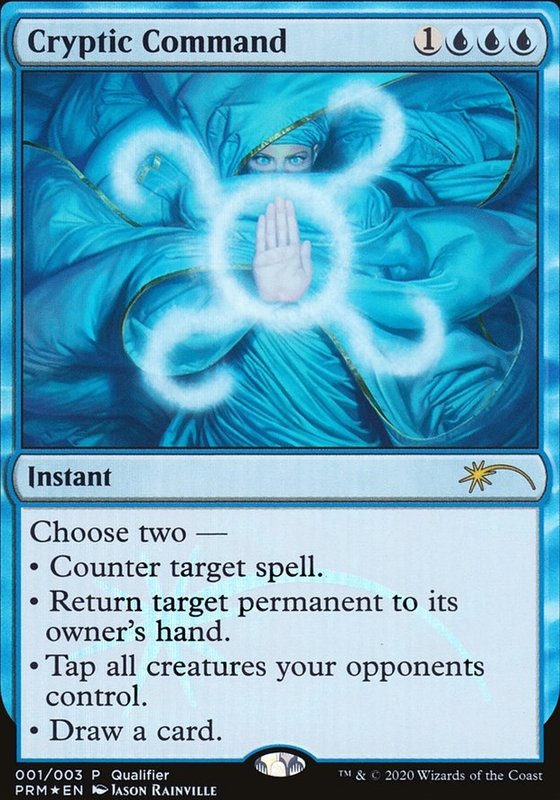 Cryptic Command 1
Instant
Choose two —
• Counter target spell.
• Return target permanent to its
owner's hand.
• Tap all creatures your opponents
control.
• Draw a card.
001/003 P Qualifier
PRM★EN Jason Rainville
™ & © 2020 Wizards of the Coast